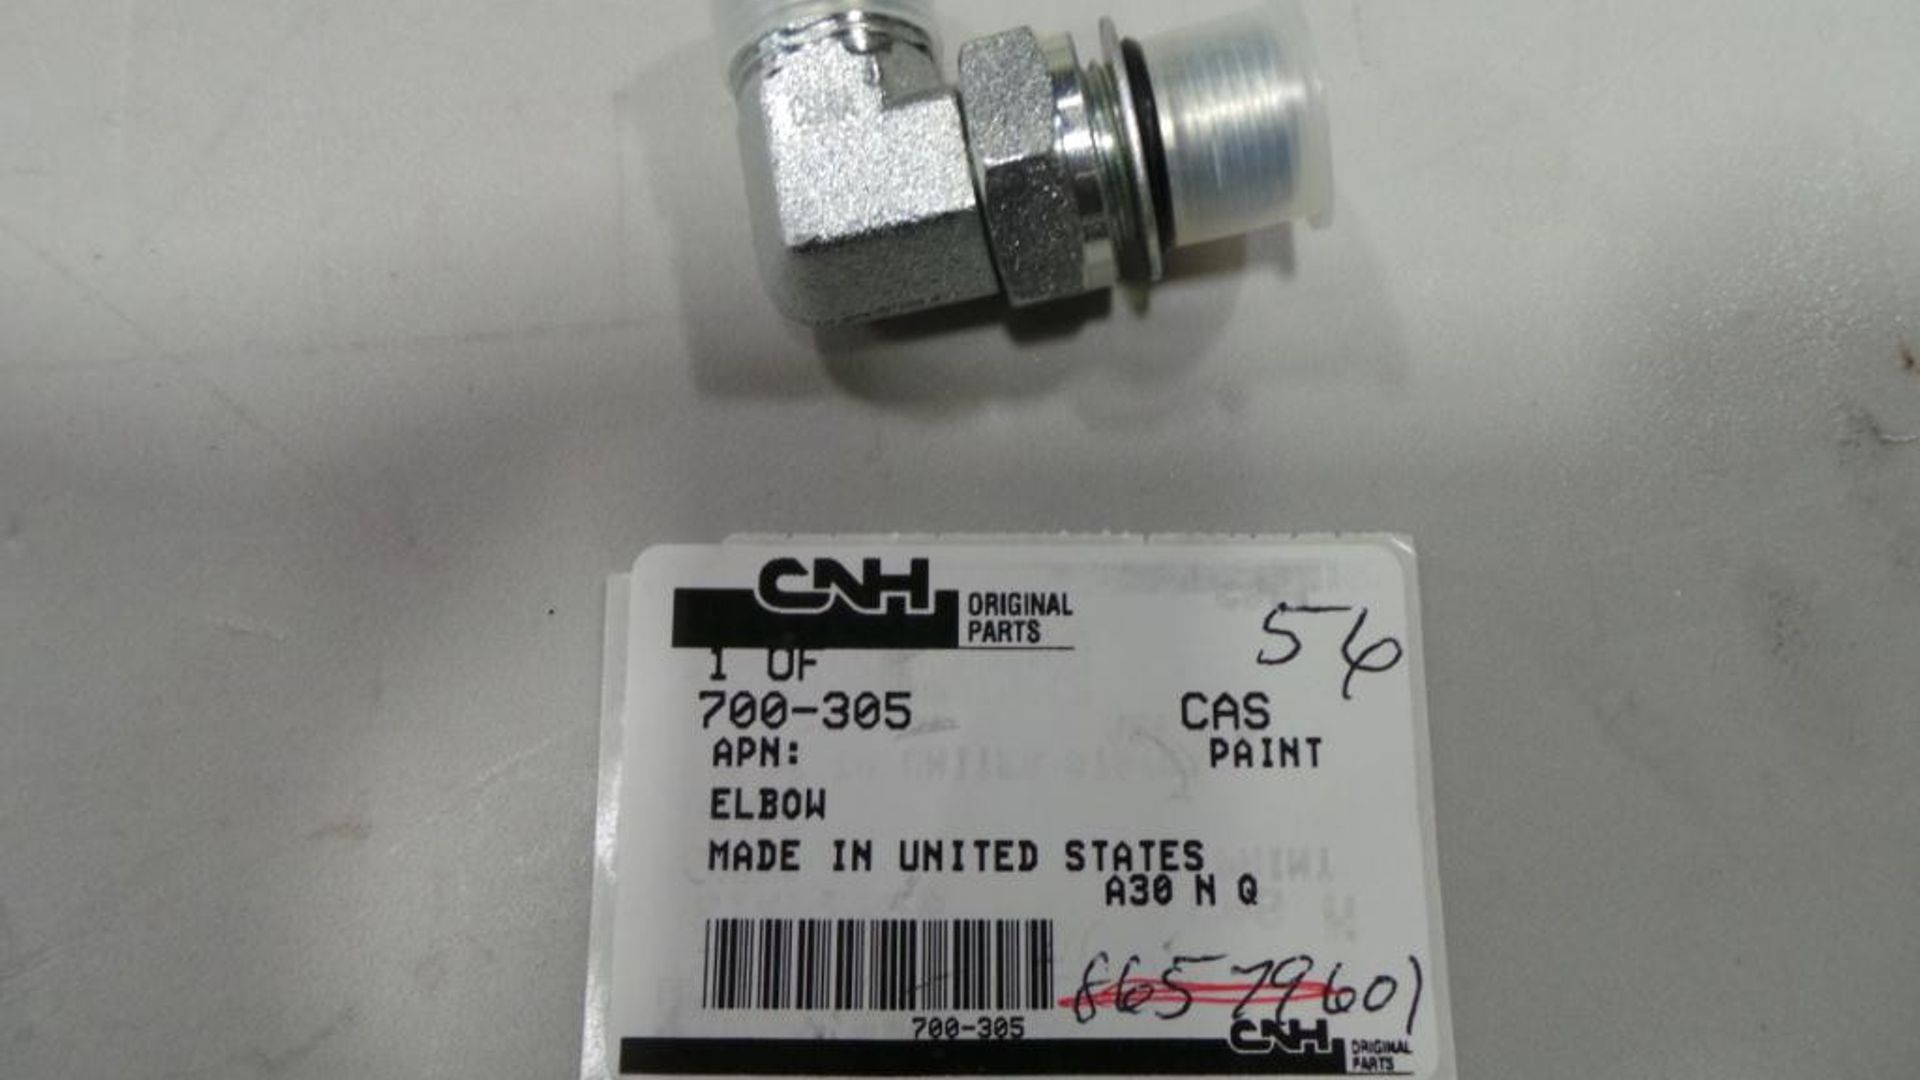 CNH ORIGINAL
PARTS
56
1 OF
700-305 CAS
APN: PAINT
ELBOW
MADE IN UNITED STATES
A30 N Q
86579601
700-305
CNH ORIGINAL
PARTS